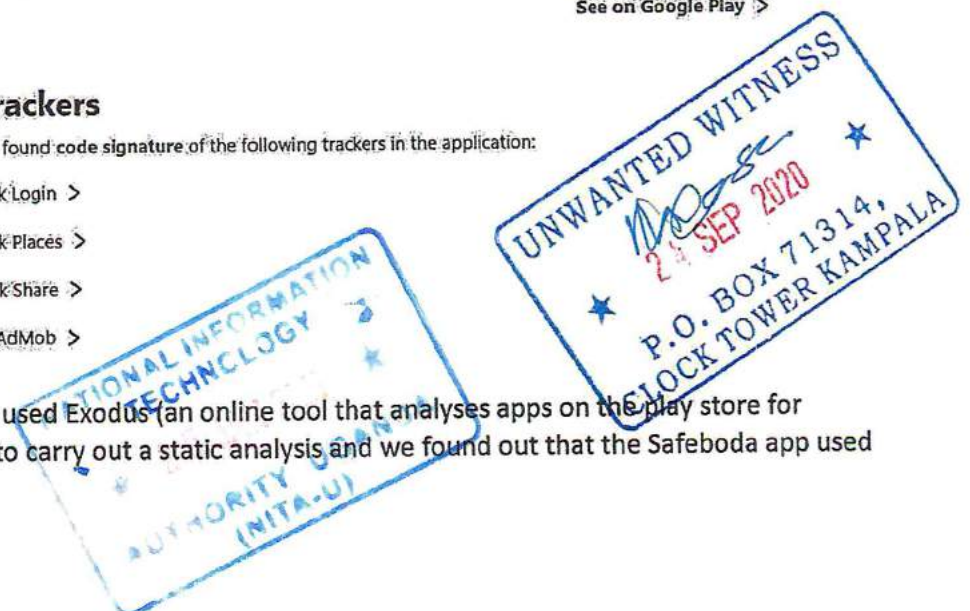 See on Google Play >
rackers
found code signature of the following trackers in the application:
k Login >
k Places >
k Share >
AdMob >
used Exodus (an online tool that analyses apps on the play store for
to carry out a static analysis and we found out that the Safeboda app used
UNWANTED WITNESS
24 SEP 2020
P.O. BOX 71314,
CLOCK TOWER KAMPALA
NATIONAL INFORMATION
TECHNOLOGY
AUTHORITY UGANDA
(NITA-U)